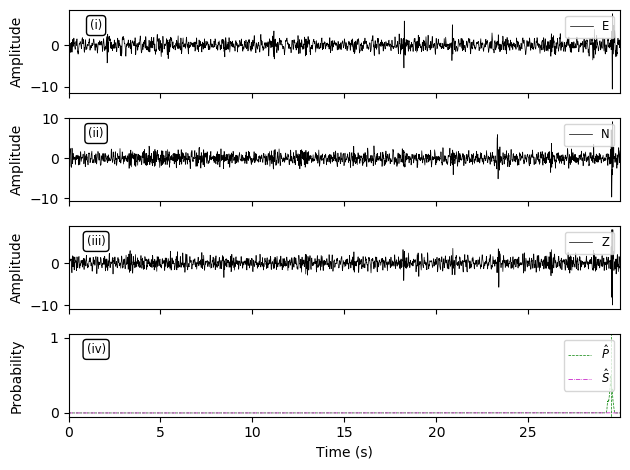 (i)
E
0
−10
Amplitude
(ii)
N
10
0
−10
Amplitude
(iii)
Z
0
−10
Amplitude
(iv)
P̂
Ŝ
1
0
Probability
0 5 10 15 20 25
Time (s)